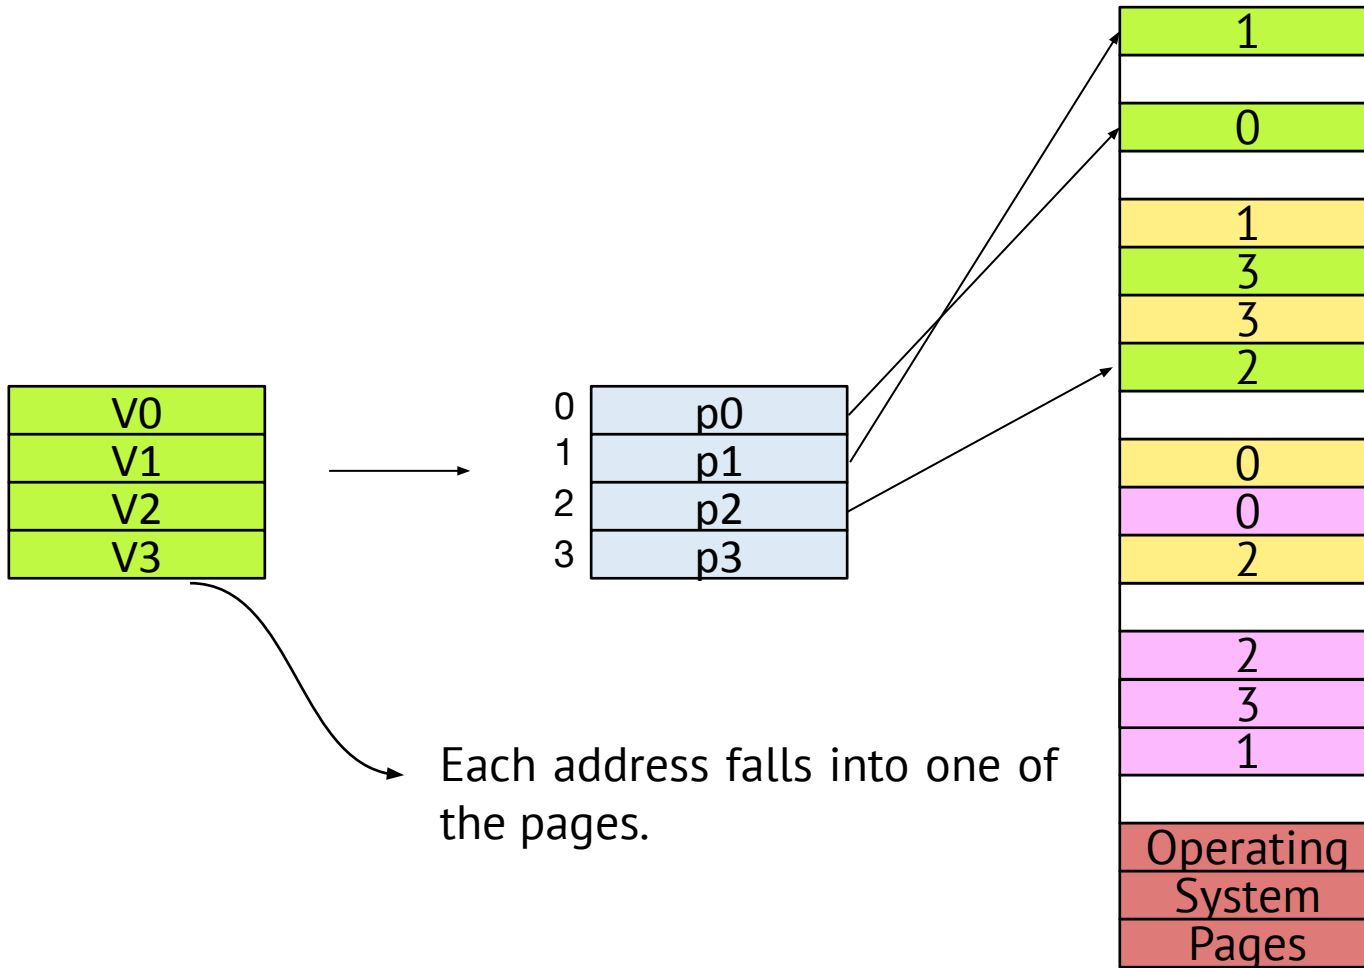 V0
V1
V2
V3
0
1
2
3
p0
p1
p2
p3
Each address falls into one of
the pages.
1
0
1
3
3
2
0
0
2
2
3
1
Operating
System
Pages